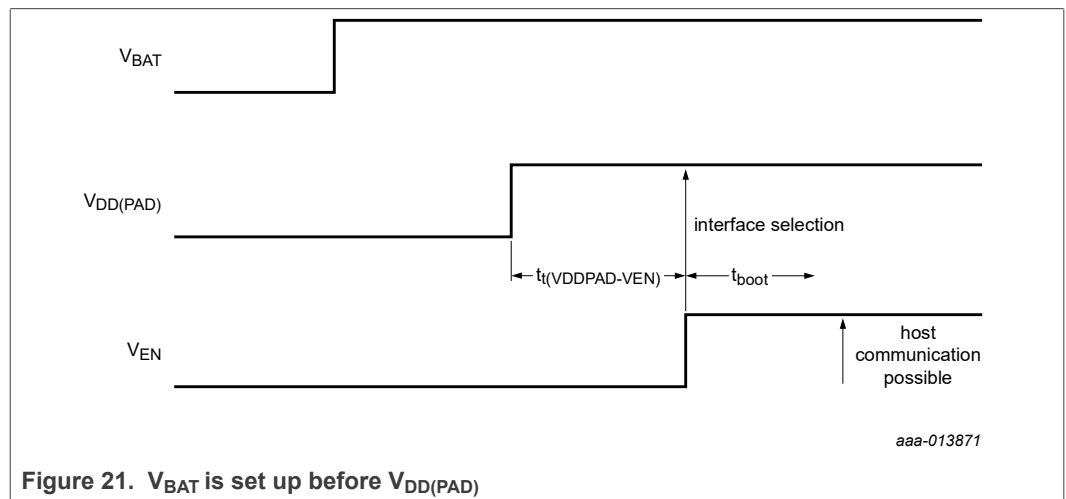 VBAT
VDD(PAD)
interface selection
tt(VDDPAD-VEN)
tboot
VEN
host
communication
possible
aaa-013871
Figure 21. VBAT is set up before VDD(PAD)